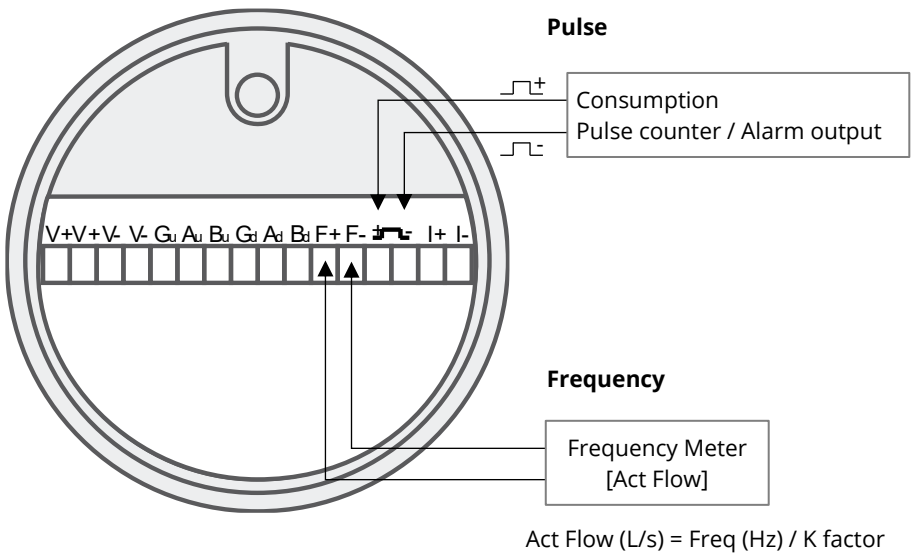 Pulse
+
Consumption
Pulse counter / Alarm output
-
V+ V+ V- V- Gu Au Bu Gd Ad Bd F+ F- + - I+ I-
Frequency
Frequency Meter
[Act Flow]
Act Flow (L/s) = Freq (Hz) / K factor